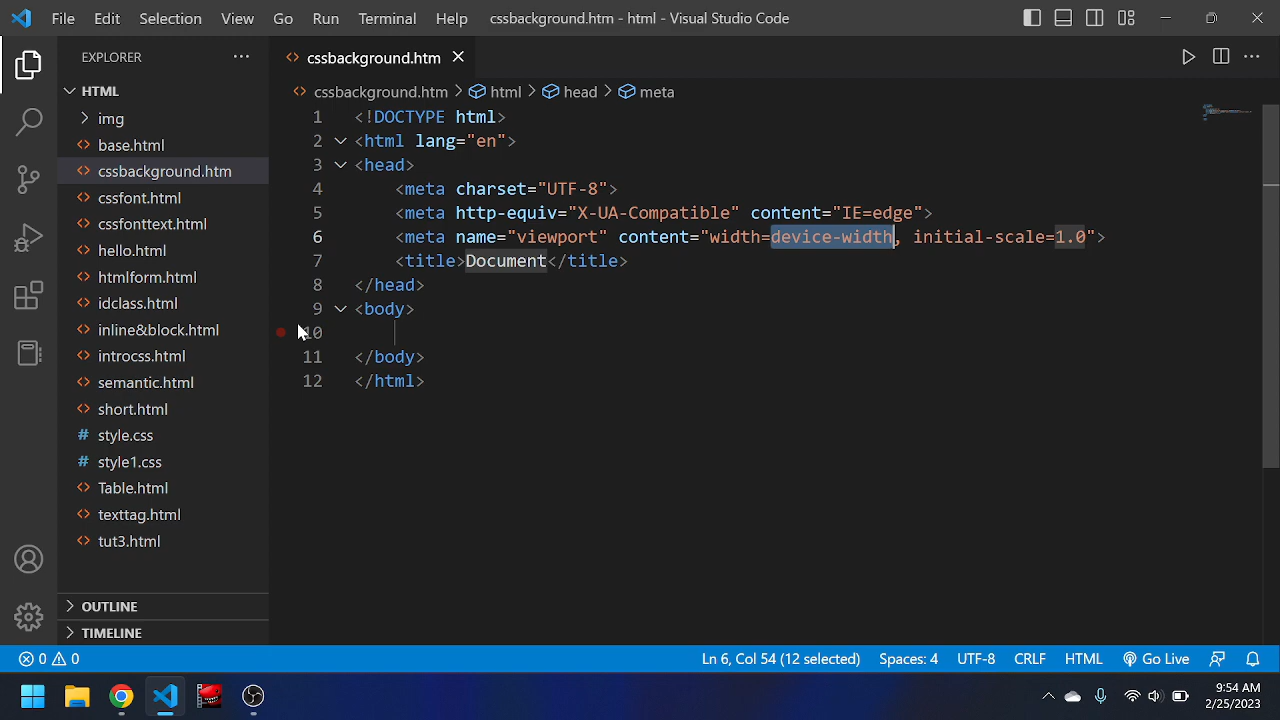 File Edit Selection View Go Run Terminal Help cssbackground.htm - html - Visual Studio Code
EXPLORER
HTML
img
base.html
cssbackground.htm
cssfont.html
cssfonttext.html
hello.html
htmlform.html
idclass.html
inline&block.html
introcss.html
semantic.html
short.html
# style.css
# style1.css
Table.html
texttag.html
tut3.html
OUTLINE
TIMELINE
cssbackground.htm
cssbackground.htm > html > head > meta
1 <!DOCTYPE html>
2 <html lang="en">
3 <head>
4 <meta charset="UTF-8">
5 <meta http-equiv="X-UA-Compatible" content="IE=edge">
6 <meta name="viewport" content="width=device-width, initial-scale=1.0">
7 <title>Document</title>
8 </head>
9 <body>
10
11 </body>
12 </html>
0 0 Ln 6, Col 54 (12 selected) Spaces: 4 UTF-8 CRLF HTML Go Live
9:54 AM
2/25/2023